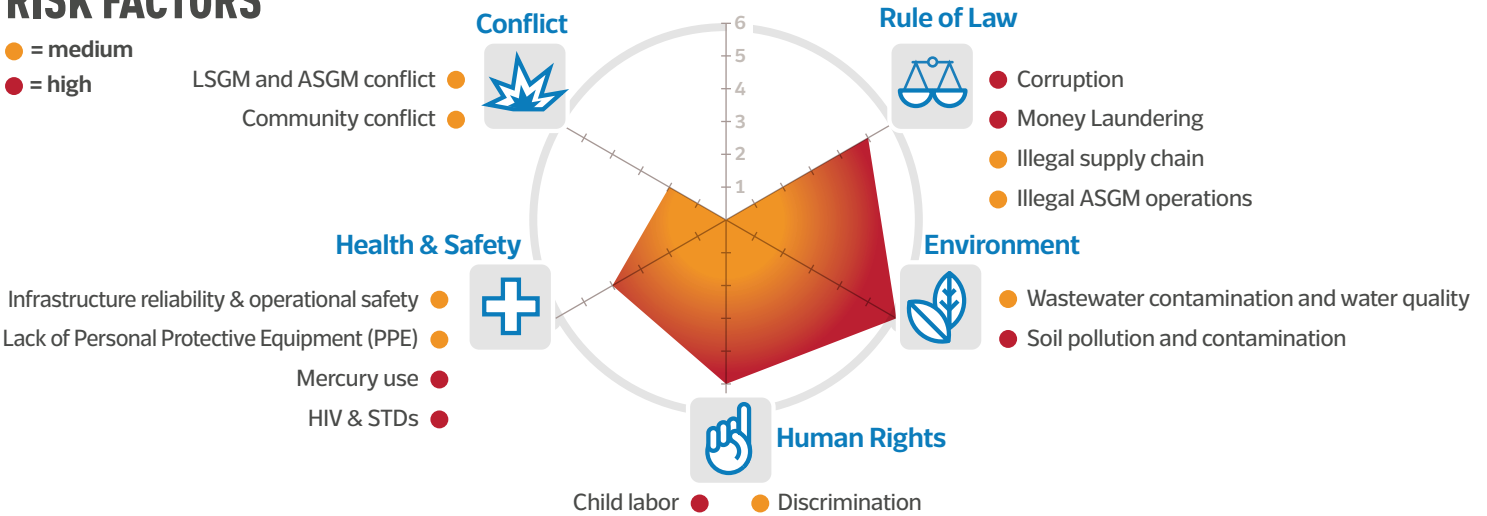 RISK FACTORS
= medium
= high
Conflict
LSGM and ASGM conflict
Community conflict
6
5
4
3
2
1
Rule of Law
Corruption
Money Laundering
Illegal supply chain
Illegal ASGM operations
Health & Safety
Infrastructure reliability & operational safety
Lack of Personal Protective Equipment (PPE)
Mercury use
HIV & STDs
Environment
Wastewater contamination and water quality
Soil pollution and contamination
Human Rights
Child labor
Discrimination